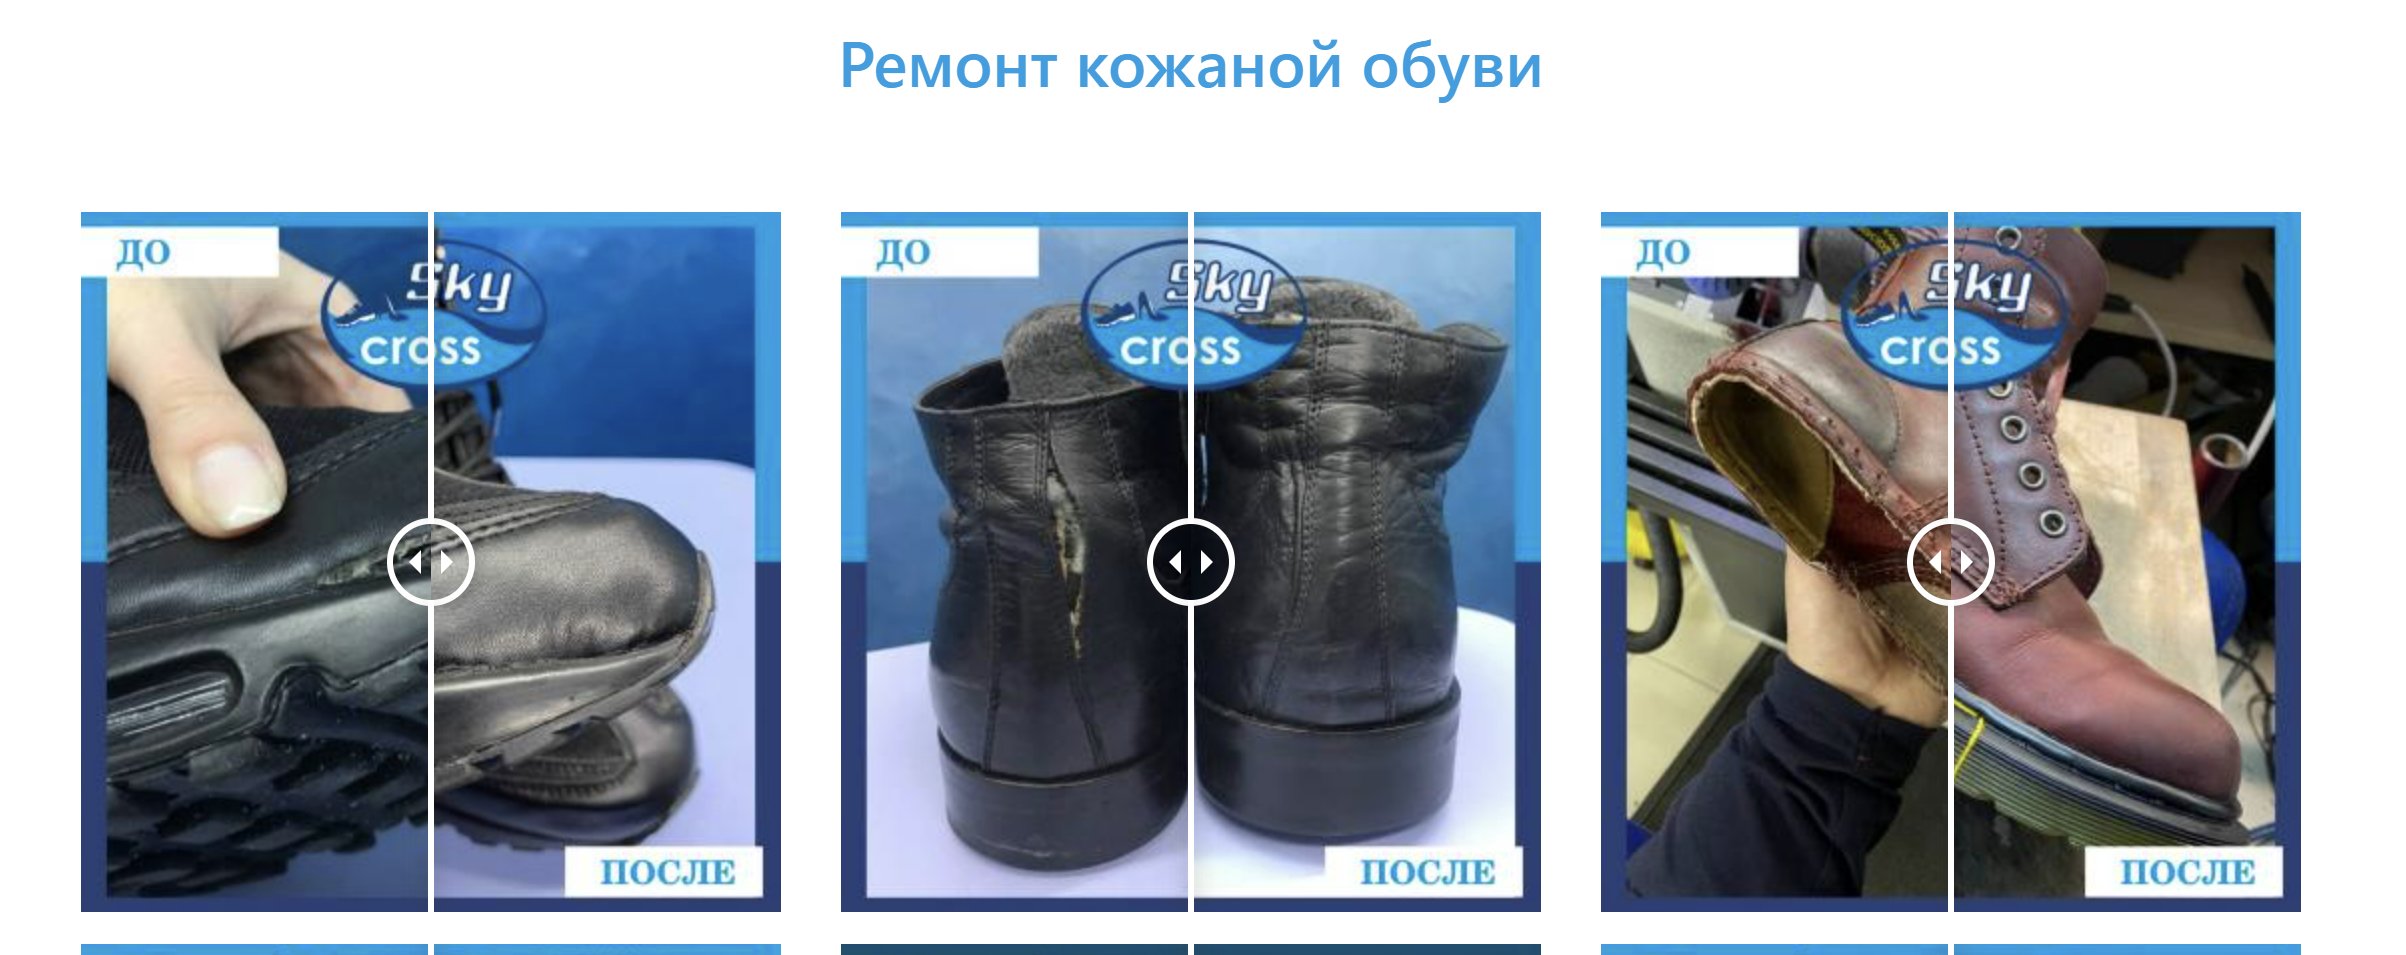 Ремонт кожаной обуви
ДО
Sky
cross
ПОСЛЕ
ДО
Sky
cross
ПОСЛЕ
ДО
Sky
cross
ПОСЛЕ